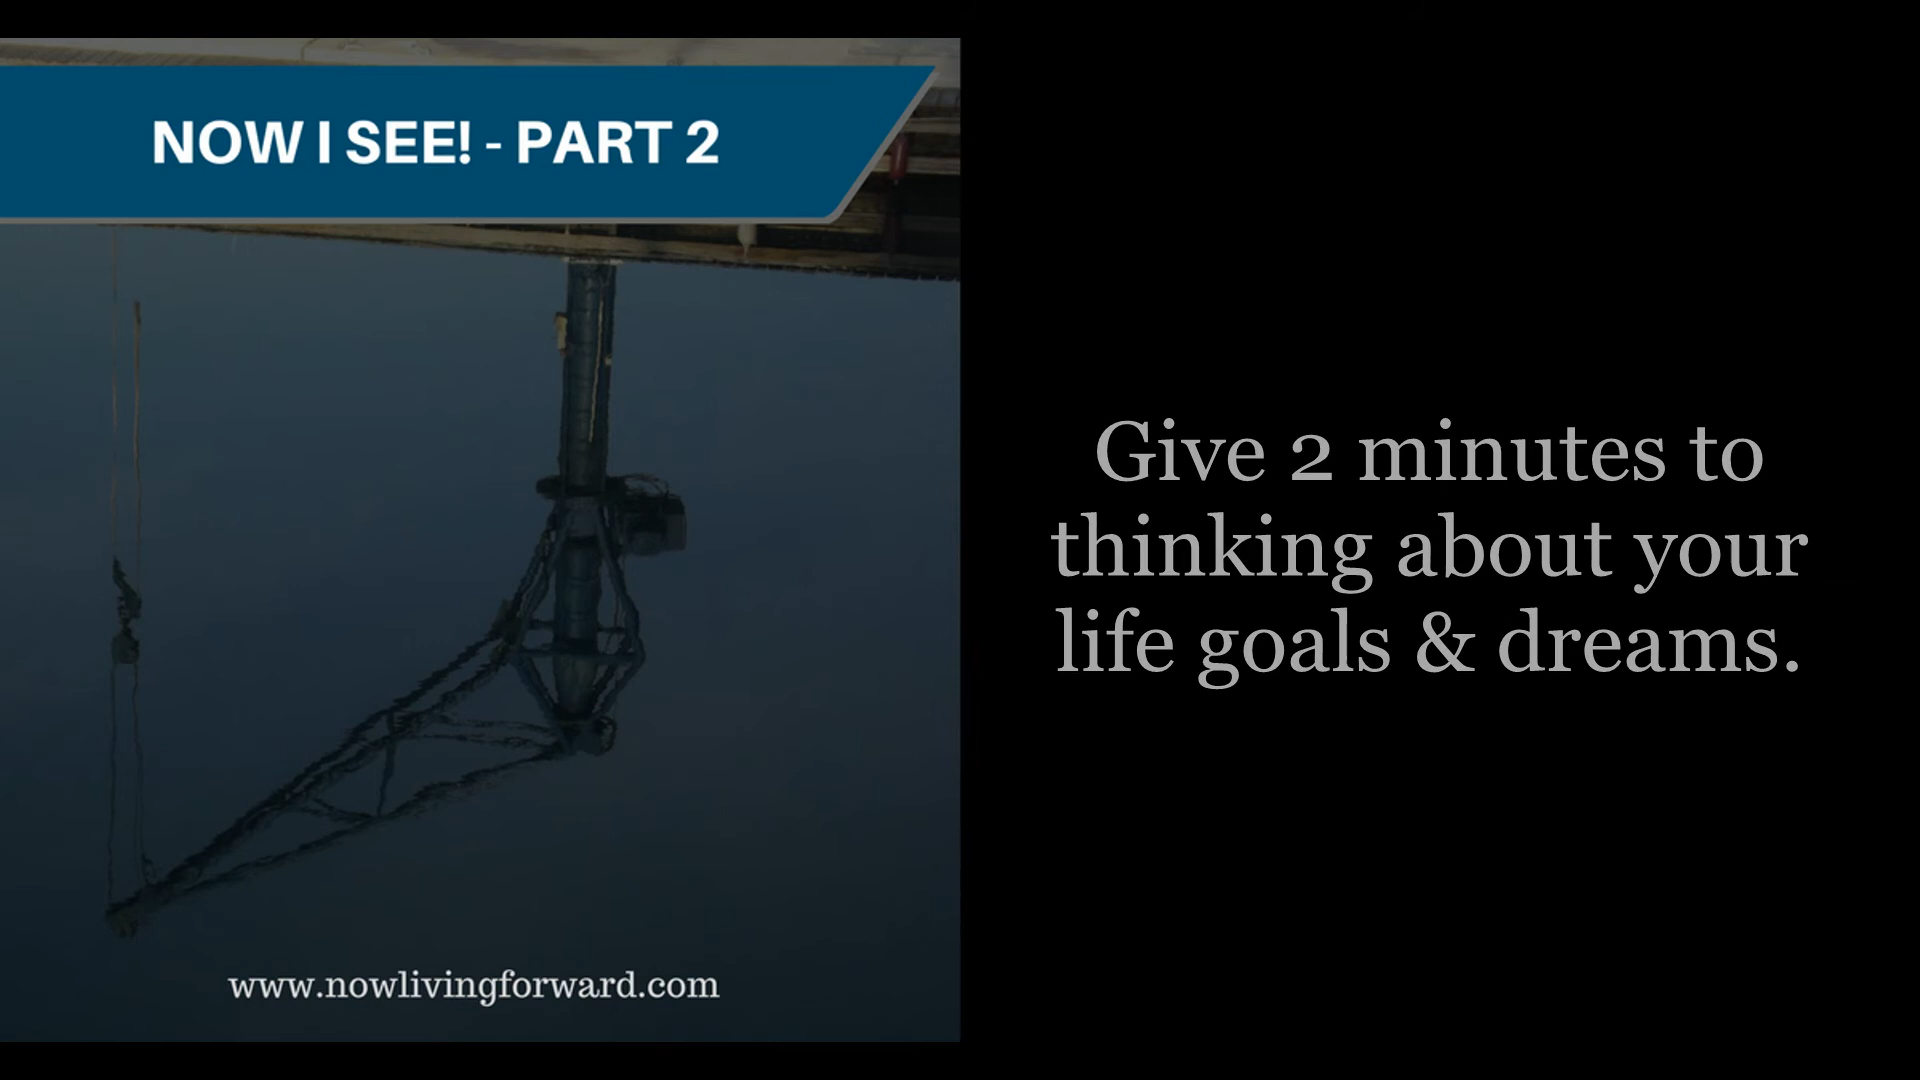 NOW I SEE! - PART 2
Give 2 minutes to
thinking about your
life goals & dreams.
www.nowlivingforward.com